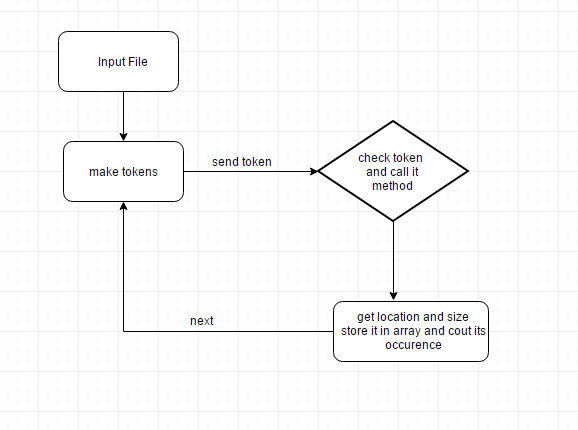 Input File
make tokens
send token
check token
and call it
method
get location and size
store it in array and cout its
occurence
next